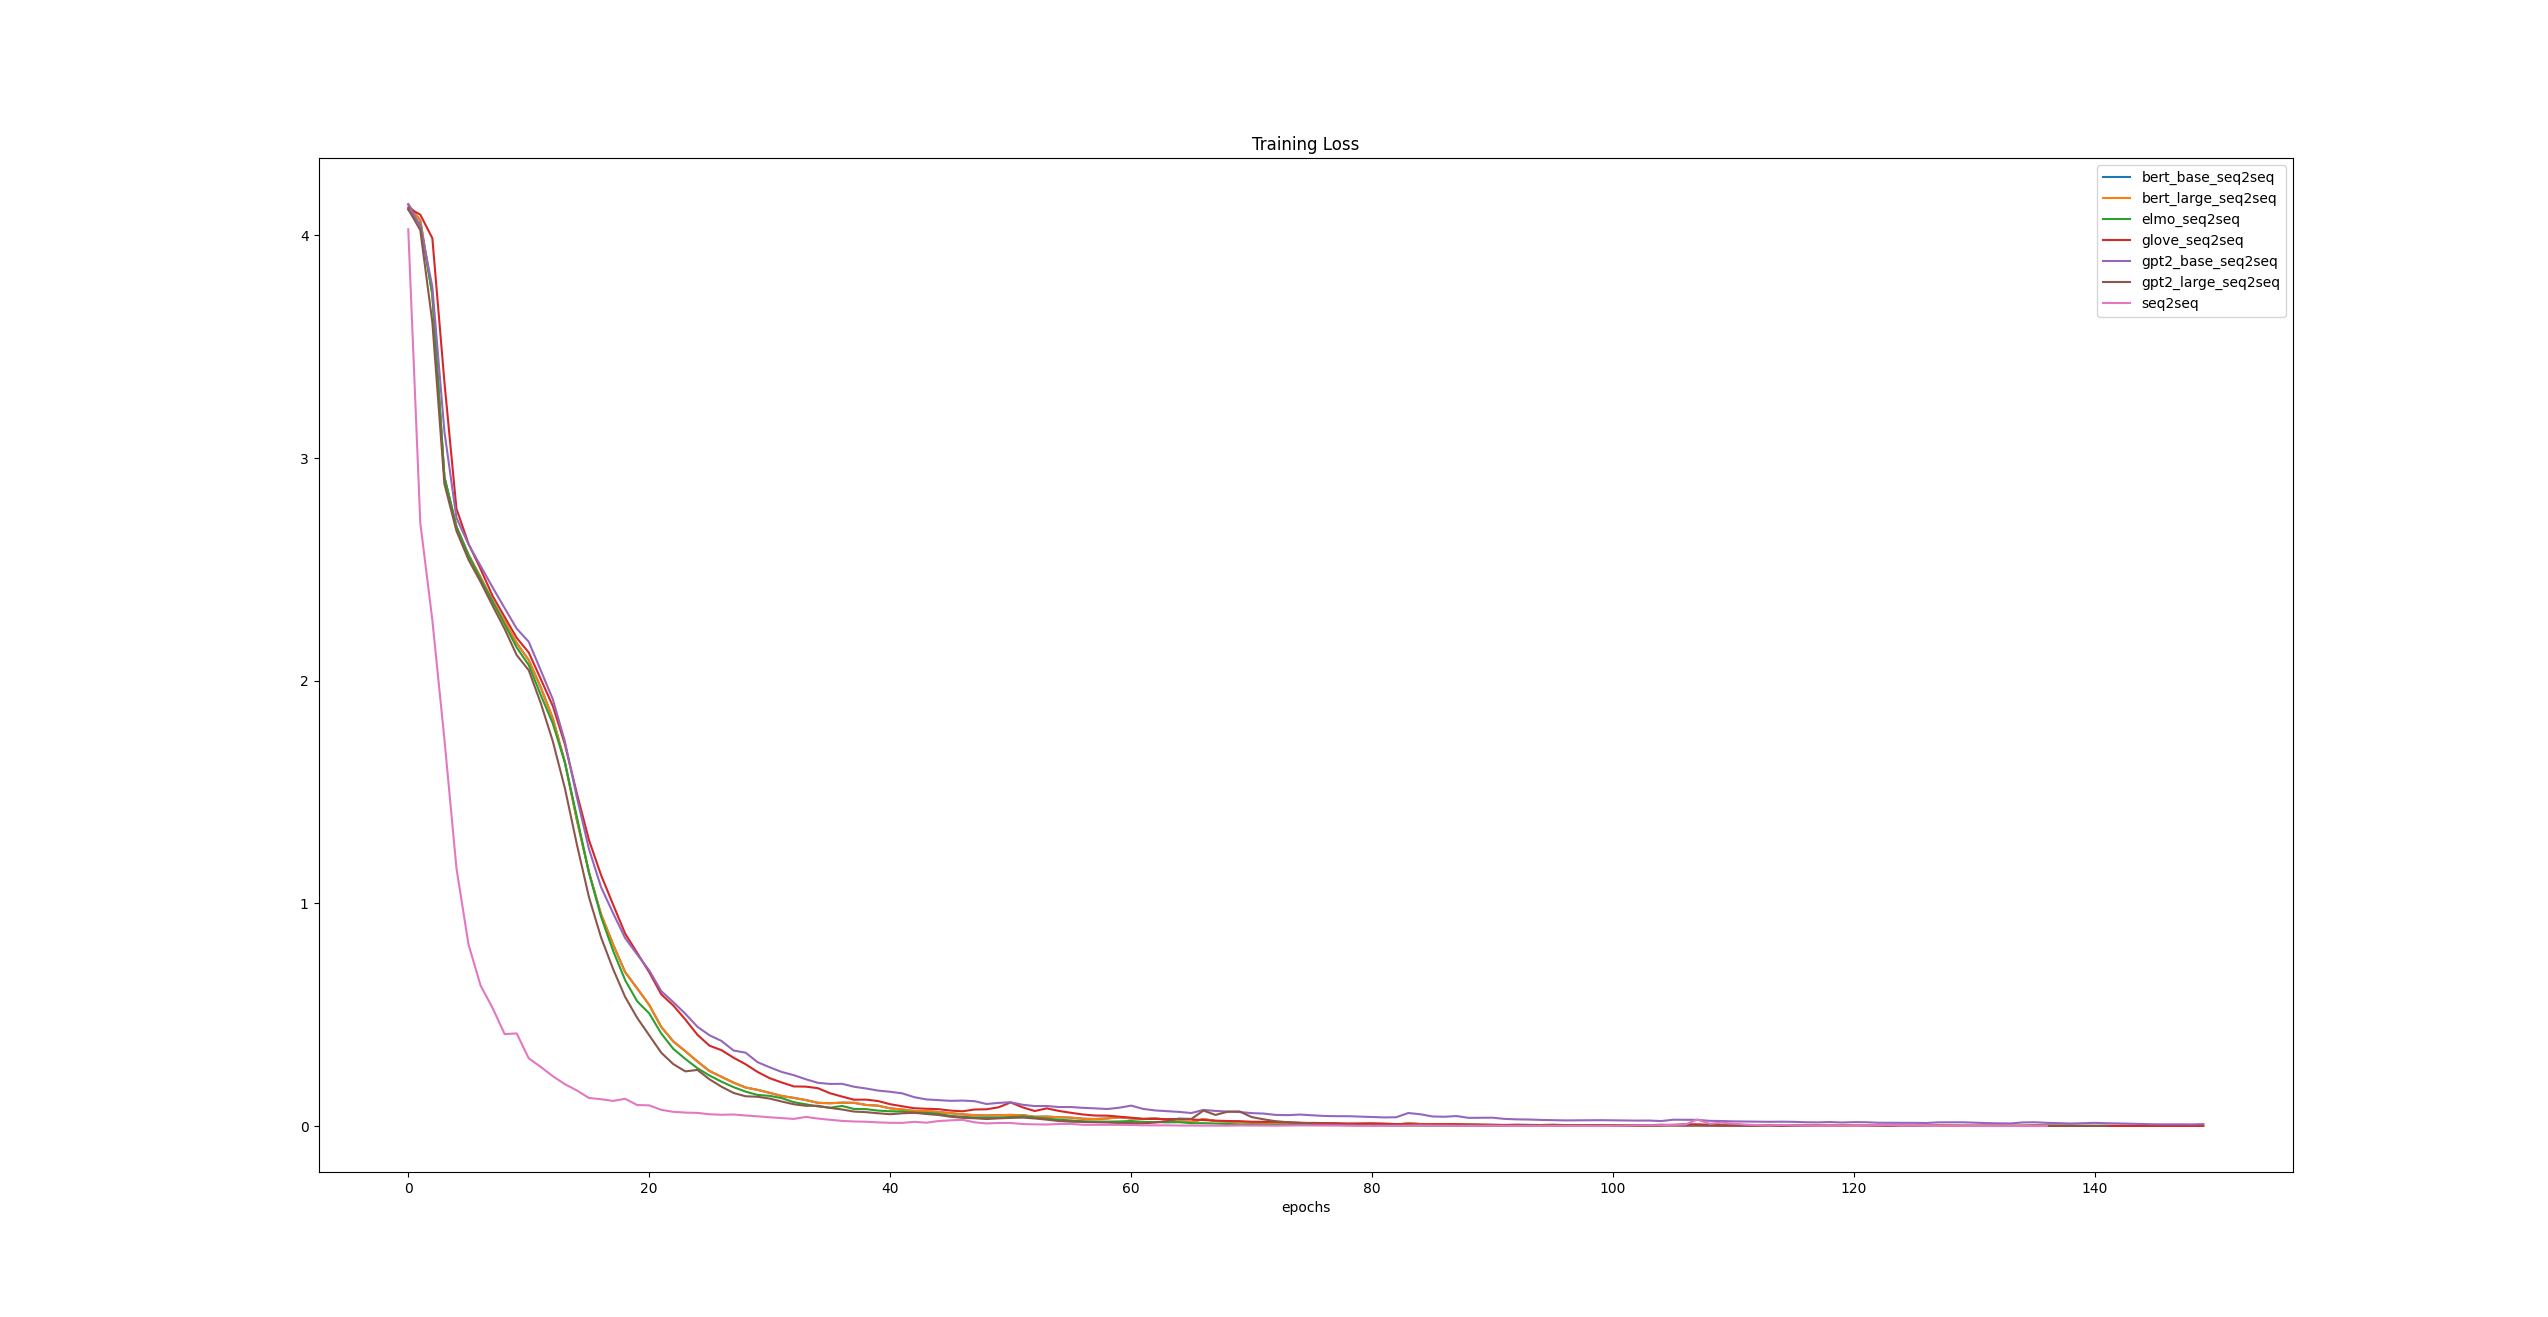 Training Loss
bert_base_seq2seq
bert_large_seq2seq
elmo_seq2seq
glove_seq2seq
gpt2_base_seq2seq
gpt2_large_seq2seq
seq2seq
4
3
2
1
0
0 20 40 60 80 100 120 140
epochs